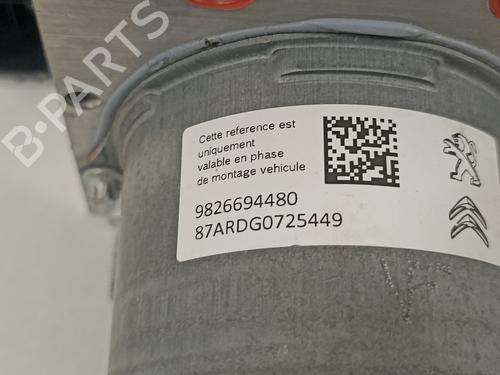 B-PARTS
Cette reference est
uniquement
valable en phase
de montage vehicule
9826694480
87ARDG0725449